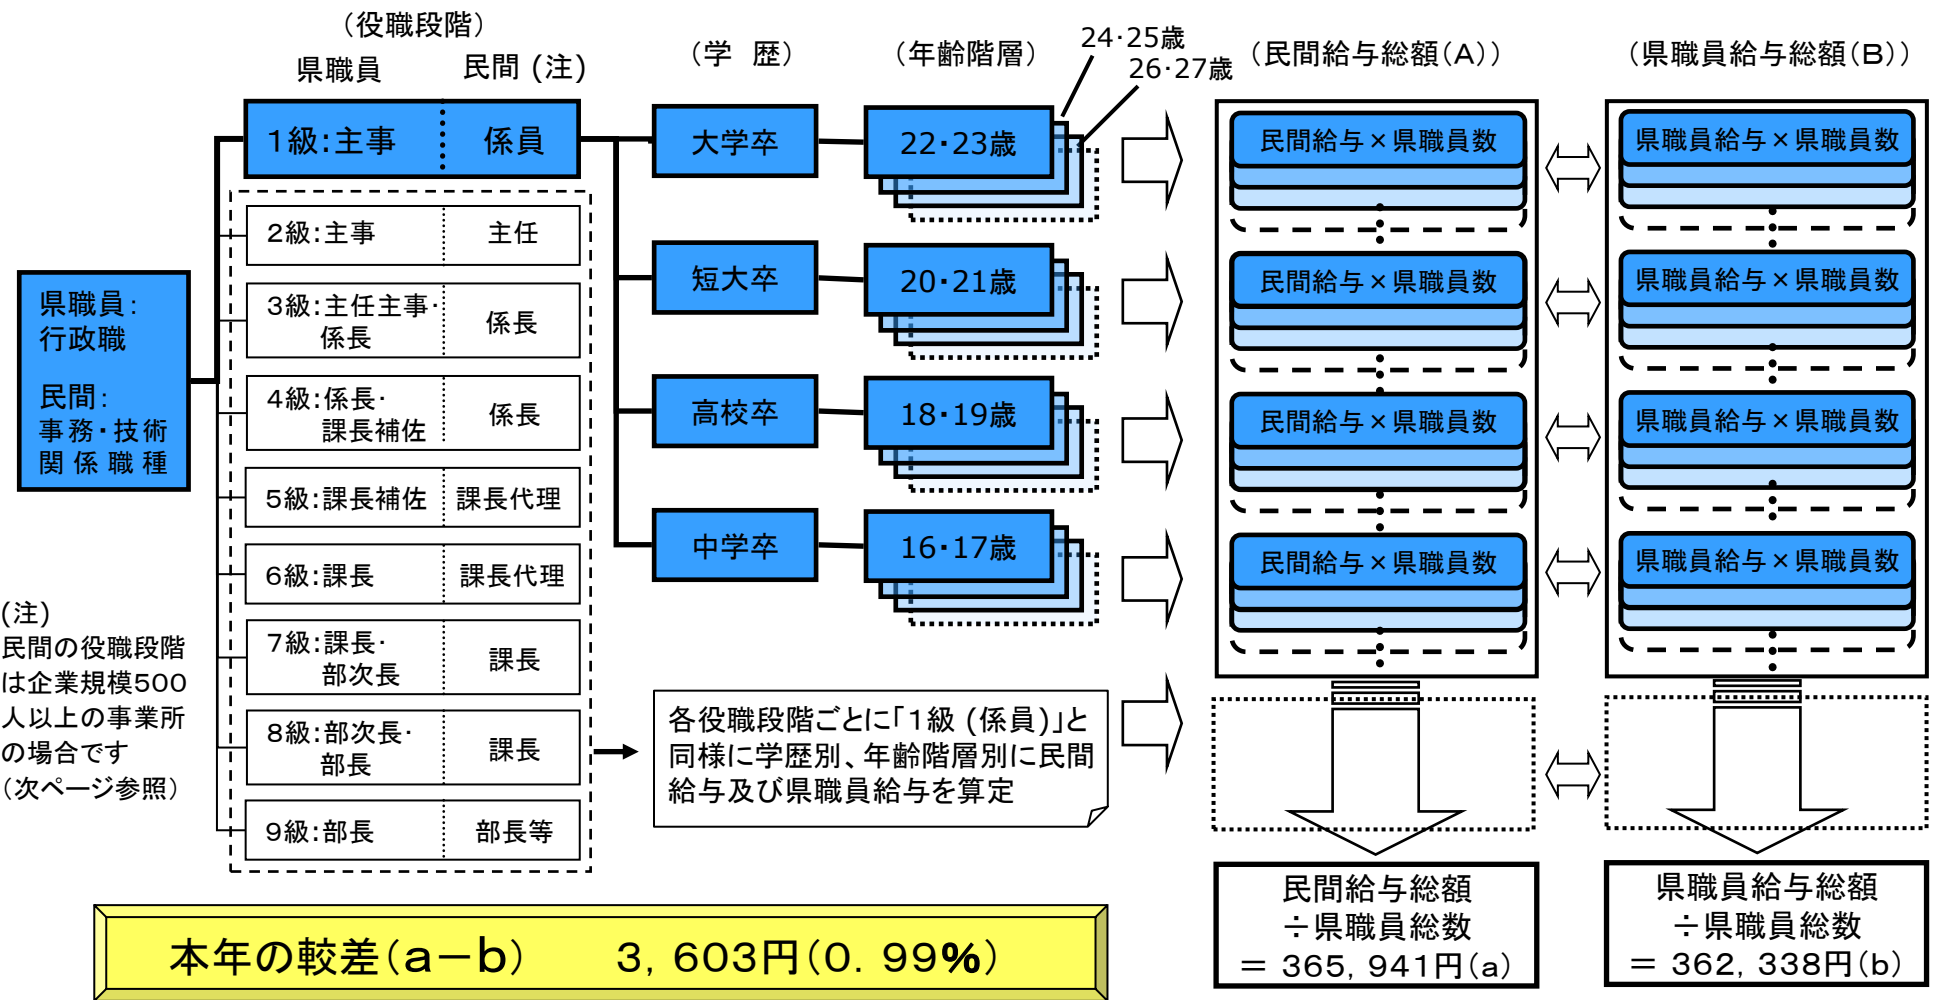 （役職段階）
県職員
民間 (注)
（学　歴）
（年齢階層）
24･25歳
26･27歳
（民間給与総額(A)）
（県職員給与総額(B)）
県職員：
行政職
民間：
事務・技術
関係職種
1級：主事
係員
2級：主事
主任
3級：主任主事・
係長
係長
4級：係長・
課長補佐
係長
5級：課長補佐
課長代理
6級：課長
課長代理
7級：課長・
部次長
課長
8級：部次長・
部長
課長
9級：部長
部長等
大学卒
短大卒
高校卒
中学卒
22・23歳
20・21歳
18・19歳
16・17歳
民間給与×県職員数
民間給与×県職員数
民間給与×県職員数
民間給与×県職員数
県職員給与×県職員数
県職員給与×県職員数
県職員給与×県職員数
県職員給与×県職員数
(注)
民間の役職段階
は企業規模500
人以上の事業所
の場合です
（次ページ参照）
各役職段階ごとに「1級 (係員)」と
同様に学歴別、年齢階層別に民間
給与及び県職員給与を算定
民間給与総額
÷県職員総数
＝ 365，941円(a)
県職員給与総額
÷県職員総数
＝ 362，338円(b)
本年の較差(a－b)　　3，603円(0．99%)